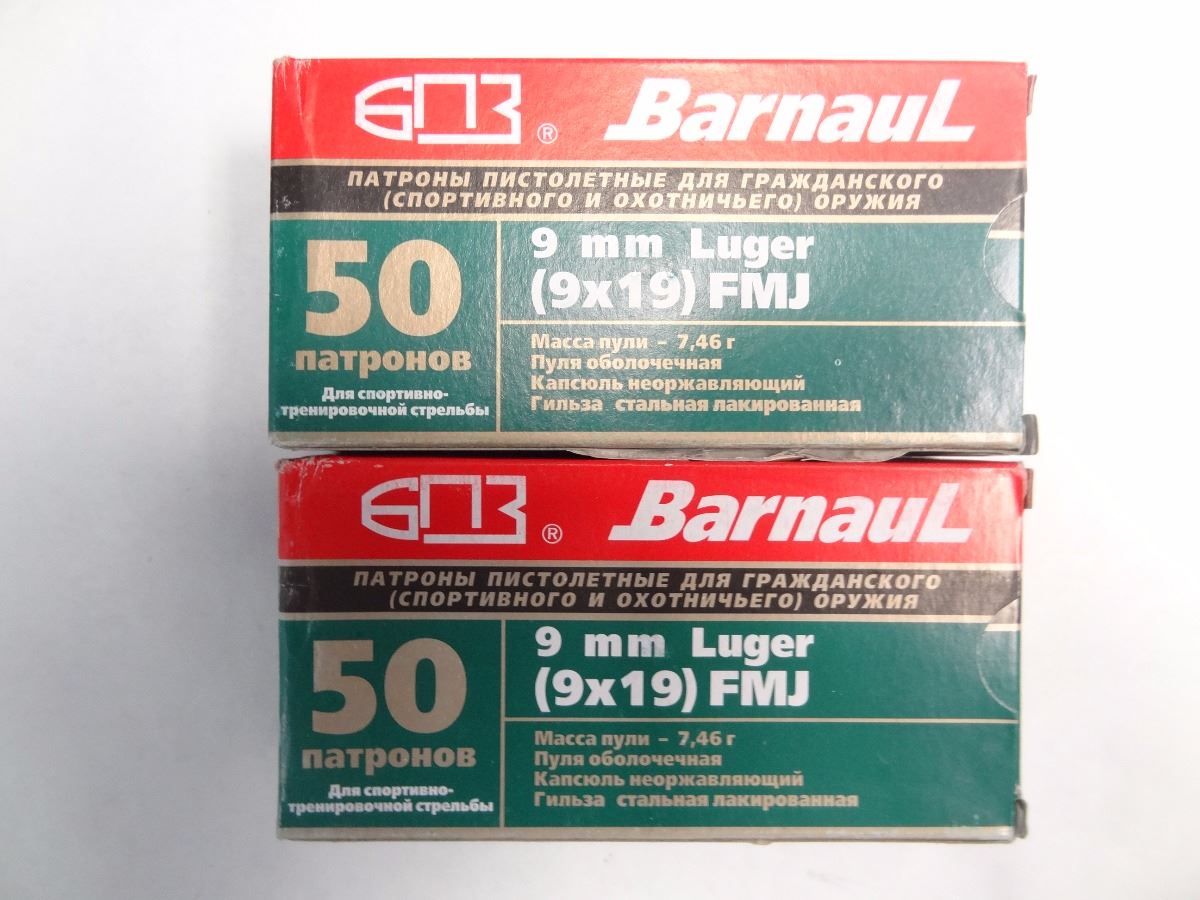 БПЗ ® Barnaul
ПАТРОНЫ ПИСТОЛЕТНЫЕ ДЛЯ ГРАЖДАНСКОГО
(СПОРТИВНОГО И ОХОТНИЧЬЕГО) ОРУЖИЯ
50
патронов
Для спортивно-
тренировочной стрельбы
9 mm Luger
(9x19) FMJ
Масса пули – 7,46 г
Пуля оболочечная
Капсюль неоржавляющий
Гильза стальная лакированная
БПЗ ® Barnaul
ПАТРОНЫ ПИСТОЛЕТНЫЕ ДЛЯ ГРАЖДАНСКОГО
(СПОРТИВНОГО И ОХОТНИЧЬЕГО) ОРУЖИЯ
50
патронов
Для спортивно-
тренировочной стрельбы
9 mm Luger
(9x19) FMJ
Масса пули – 7,46 г
Пуля оболочечная
Капсюль неоржавляющий
Гильза стальная лакированная